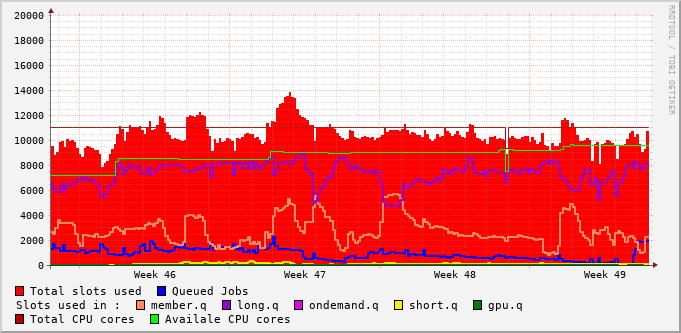 20000
18000
16000
14000
12000
10000
8000
6000
4000
2000
0
Week 46 Week 47 Week 48 Week 49
Total slots used Queued Jobs
Slots used in : member.q long.q ondemand.q short.q gpu.q
Total CPU cores Availale CPU cores
RRDTOOL / TOBI OETIKER